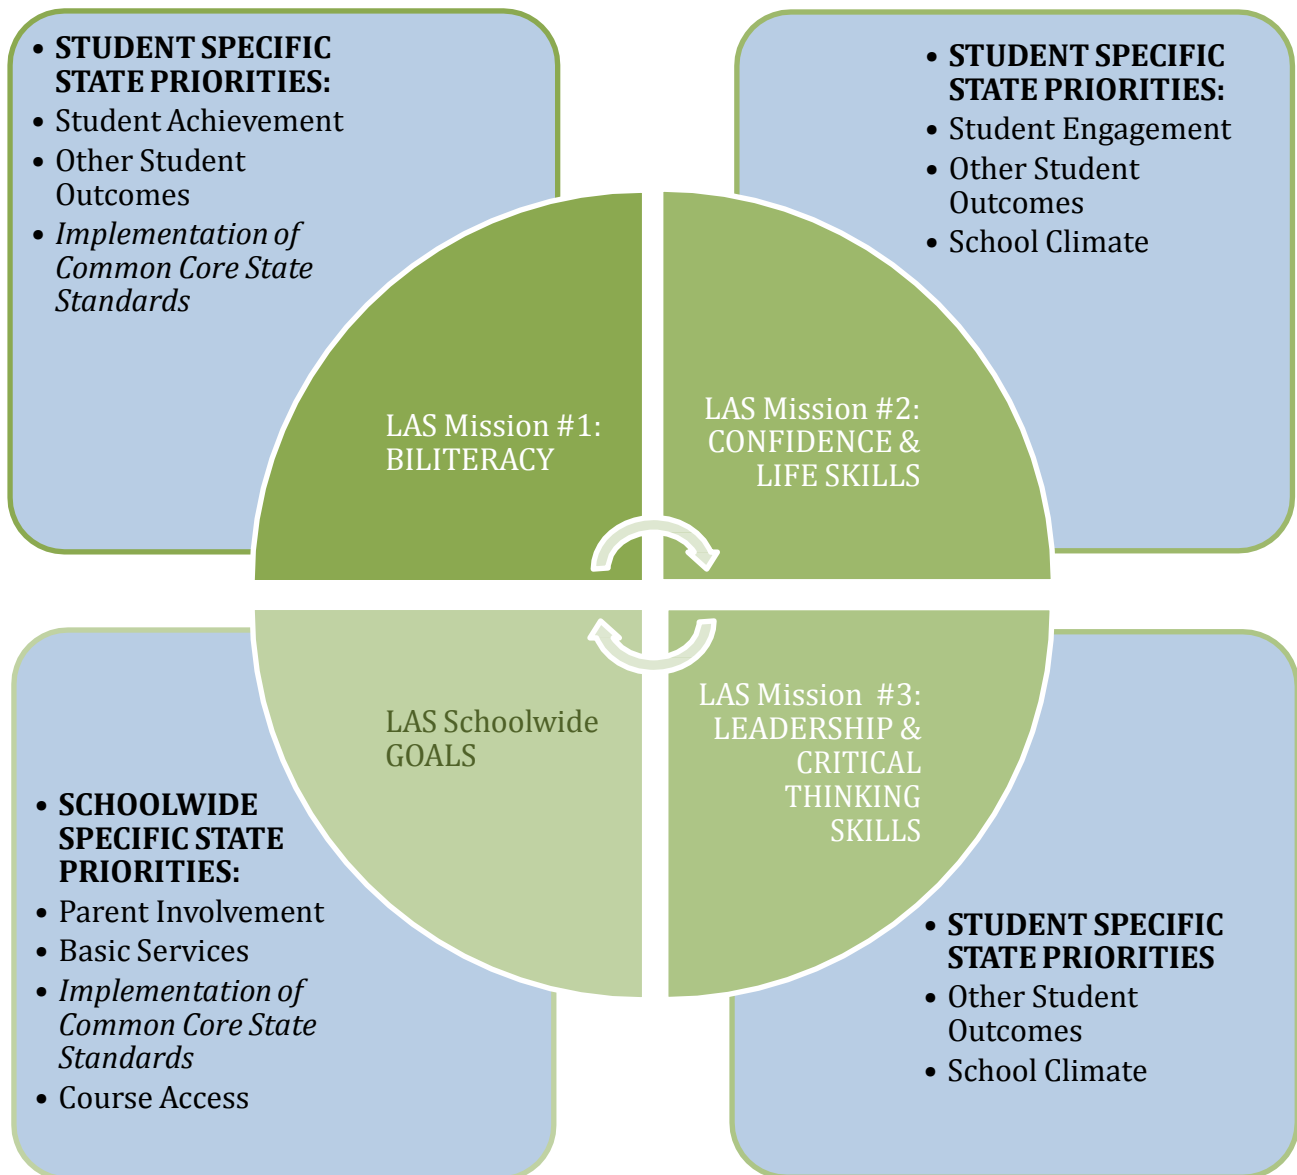 • STUDENT SPECIFIC
STATE PRIORITIES:
• Student Achievement
• Other Student
Outcomes
• Implementation of
Common Core State
Standards
• STUDENT SPECIFIC
STATE PRIORITIES:
• Student Engagement
• Other Student
Outcomes
• School Climate
LAS Mission #1:
BILITERACY
LAS Mission #2:
CONFIDENCE &
LIFE SKILLS
LAS Schoolwide
GOALS
LAS Mission #3:
LEADERSHIP &
CRITICAL
THINKING
SKILLS
• SCHOOLWIDE
SPECIFIC STATE
PRIORITIES:
• Parent Involvement
• Basic Services
• Implementation of
Common Core State
Standards
• Course Access
• STUDENT SPECIFIC
STATE PRIORITIES
• Other Student
Outcomes
• School Climate